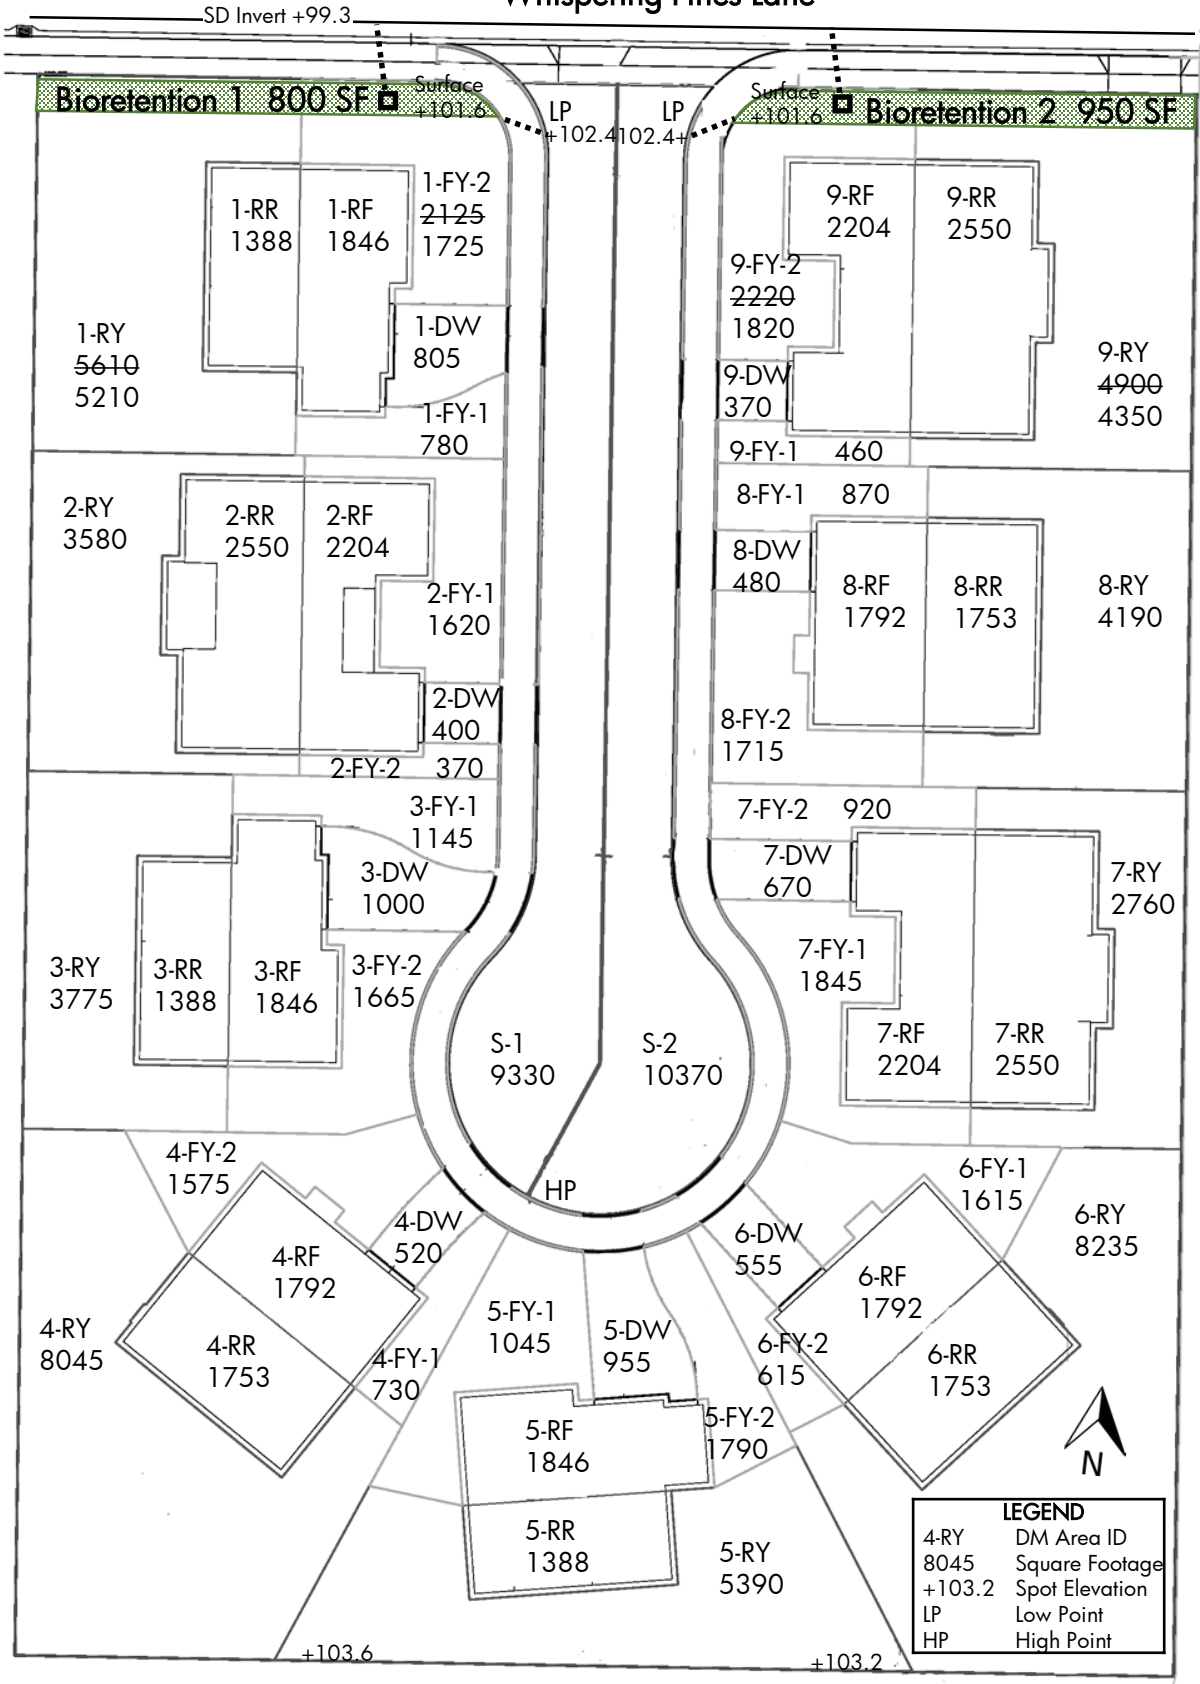 Whispering Pines Lane
SD Invert +99.3
Bioretention 1 800 SF
Surface
+101.6
LP
LP
+102.4
102.4+
Surface
+101.6
Bioretention 2 950 SF
1-RR
1388
1-RF
1846
1-FY-2
2125
1725
9-RF
2204
9-RR
2550
9-FY-2
2220
1820
1-RY
5610
5210
1-DW
805
1-FY-1
780
9-DW
370
9-RY
4900
4350
9-FY-1 460
2-RY
3580
2-RR
2550
2-RF
2204
2-FY-1
1620
2-DW
400
2-FY-2 370
8-FY-1 870
8-DW
480
8-RF
1792
8-RR
1753
8-RY
4190
8-FY-2
1715
3-FY-1
1145
3-DW
1000
3-RY
3775
3-RR
1388
3-RF
1846
3-FY-2
1665
7-FY-2 920
7-DW
670
7-RY
2760
7-FY-1
1845
7-RF
2204
7-RR
2550
S-1
9330
S-2
10370
HP
4-FY-2
1575
4-DW
520
4-RF
1792
4-RR
1753
4-RY
8045
4-FY-1
730
5-FY-1
1045
5-DW
955
5-FY-2
1790
5-RF
1846
5-RR
1388
5-RY
5390
6-FY-1
1615
6-DW
555
6-RF
1792
6-RR
1753
6-FY-2
615
6-RY
8235
N
LEGEND
4-RY DM Area ID
8045 Square Footage
+103.2 Spot Elevation
LP Low Point
HP High Point
+103.6
+103.2